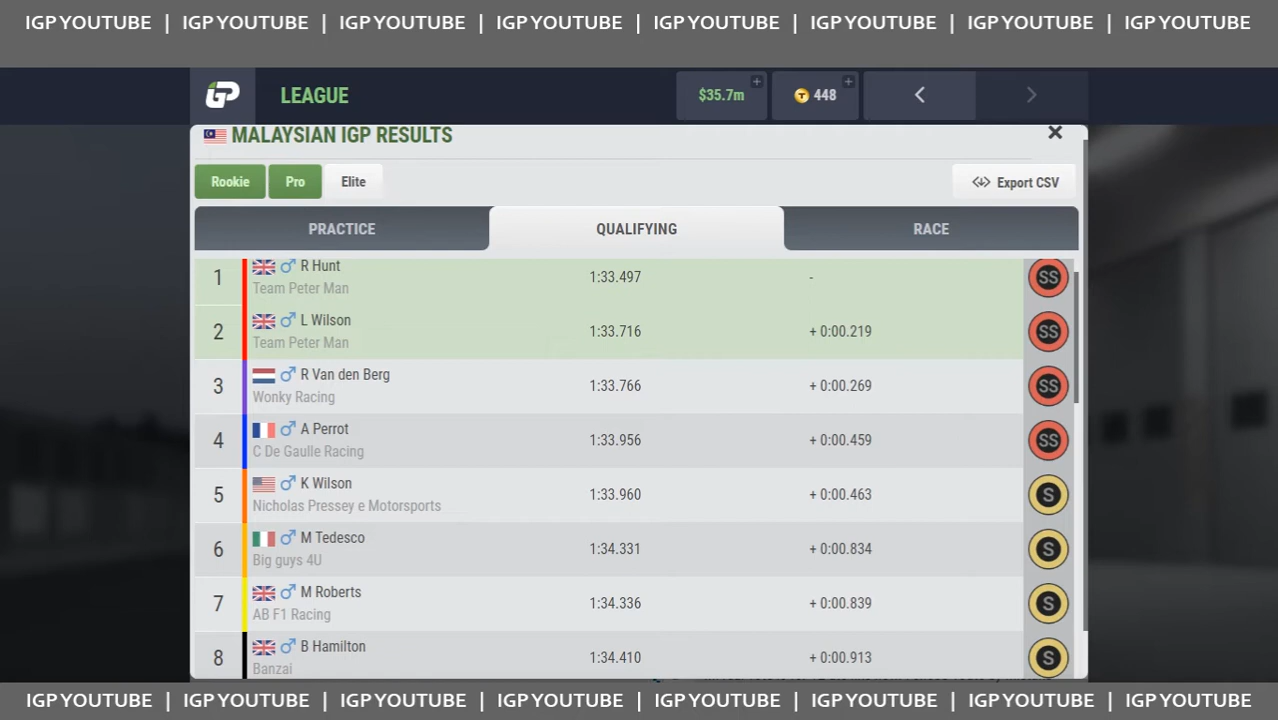 IGP YOUTUBE | IGP YOUTUBE | IGP YOUTUBE | IGP YOUTUBE | IGP YOUTUBE | IGP YOUTUBE | IGP YOUTUBE | IGP YOUTUBE
iGP LEAGUE $35.7m + T 448 +
MALAYSIAN IGP RESULTS
Rookie Pro Elite Export CSV
PRACTICE QUALIFYING RACE
1 R Hunt 1:33.497 - SS
Team Peter Man
2 L Wilson 1:33.716 + 0:00.219 SS
Team Peter Man
3 R Van den Berg 1:33.766 + 0:00.269 SS
Wonky Racing
4 A Perrot 1:33.956 + 0:00.459 SS
C De Gaulle Racing
5 K Wilson 1:33.960 + 0:00.463 S
Nicholas Pressey e Motorsports
6 M Tedesco 1:34.331 + 0:00.834 S
Big guys 4U
7 M Roberts 1:34.336 + 0:00.839 S
AB F1 Racing
8 B Hamilton 1:34.410 + 0:00.913 S
Banzai
IGP YOUTUBE | IGP YOUTUBE | IGP YOUTUBE | IGP YOUTUBE | IGP YOUTUBE | IGP YOUTUBE | IGP YOUTUBE | IGP YOUTUBE